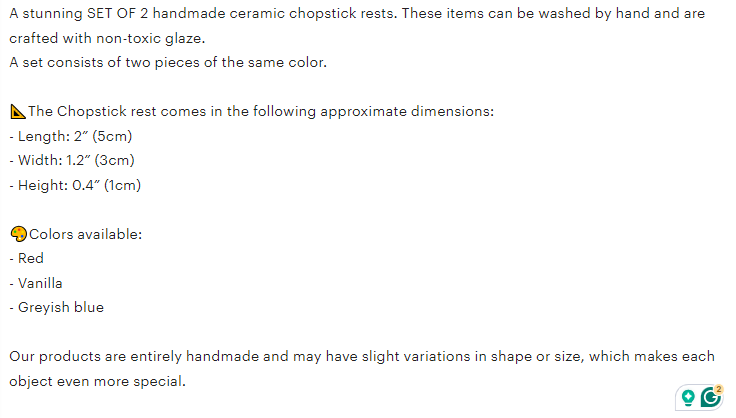 A stunning SET OF 2 handmade ceramic chopstick rests. These items can be washed by hand and are
crafted with non-toxic glaze.
A set consists of two pieces of the same color.
📐The Chopstick rest comes in the following approximate dimensions:
- Length: 2″ (5cm)
- Width: 1.2″ (3cm)
- Height: 0.4″ (1cm)
🎨Colors available:
- Red
- Vanilla
- Greyish blue
Our products are entirely handmade and may have slight variations in shape or size, which makes each
object even more special.
2